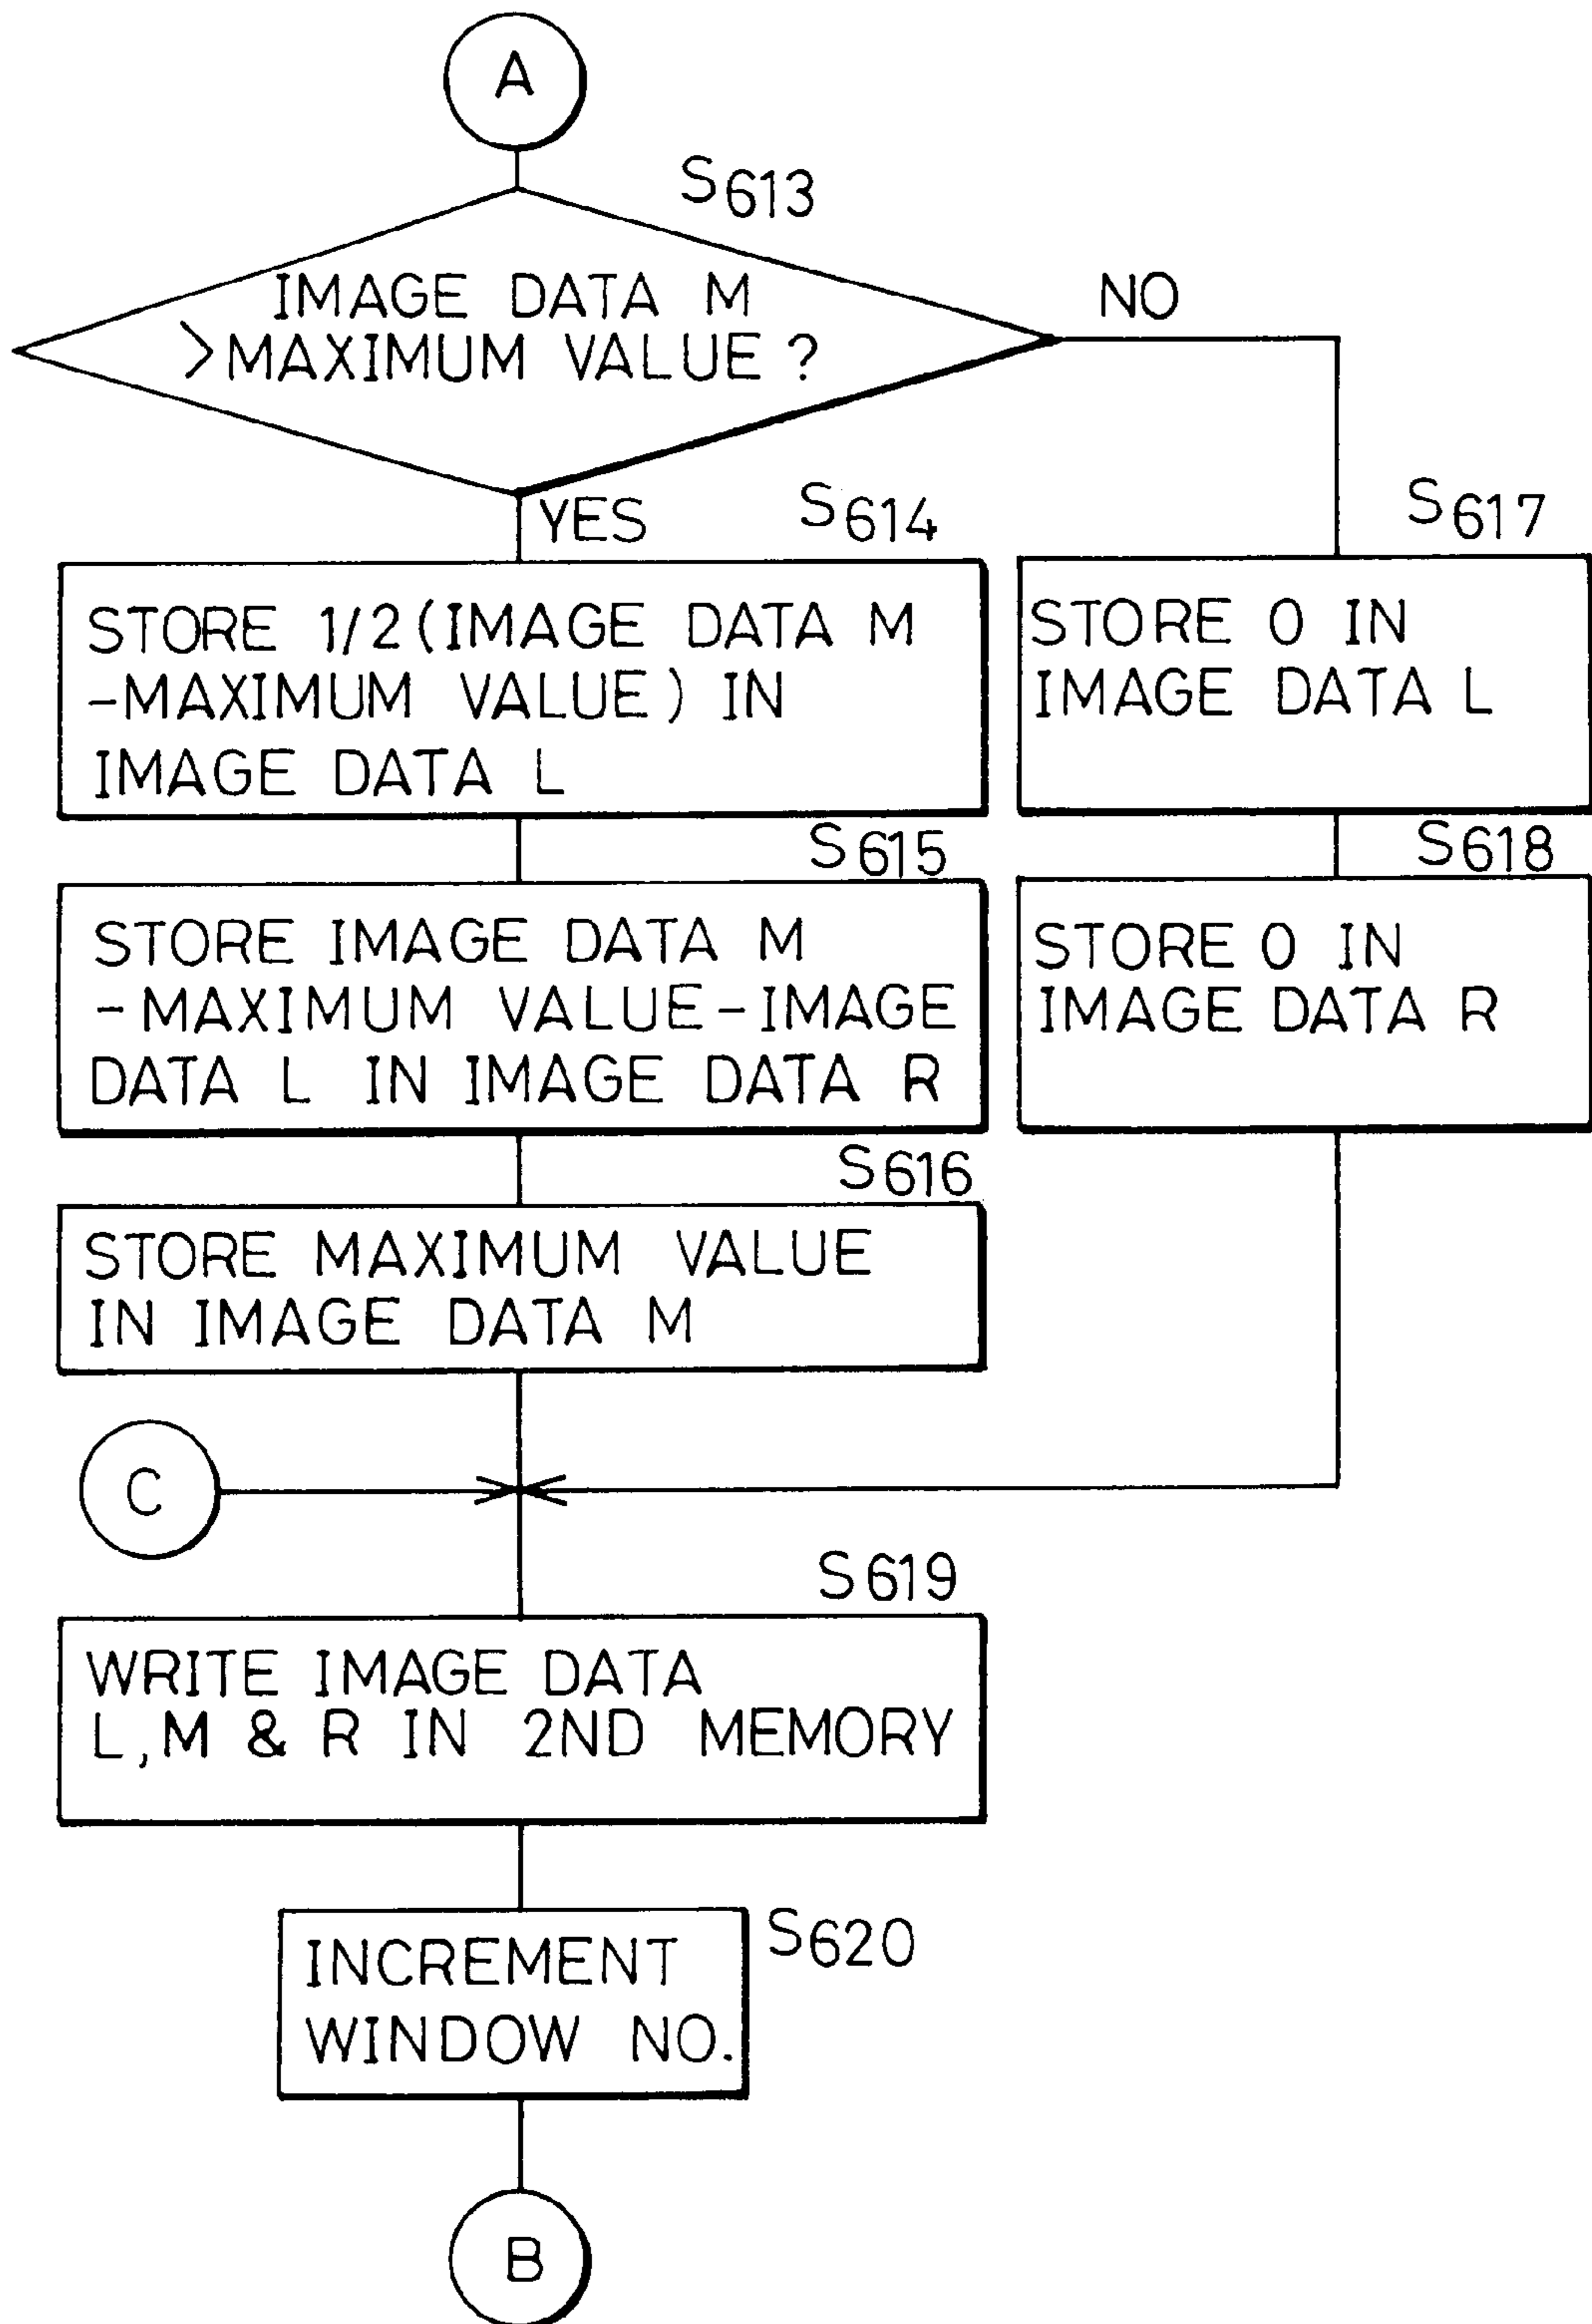 A
S613
IMAGE DATA M
>MAXIMUM VALUE ?
NO
YES
S614
STORE 1/2(IMAGE DATA M
-MAXIMUM VALUE) IN
IMAGE DATA L
S617
STORE 0 IN
IMAGE DATA L
S615
STORE IMAGE DATA M
-MAXIMUM VALUE-IMAGE
DATA L IN IMAGE DATA R
S618
STORE 0 IN
IMAGE DATA R
S616
STORE MAXIMUM VALUE
IN IMAGE DATA M
C
S619
WRITE IMAGE DATA
L,M & R IN 2ND MEMORY
S620
INCREMENT
WINDOW NO.
B